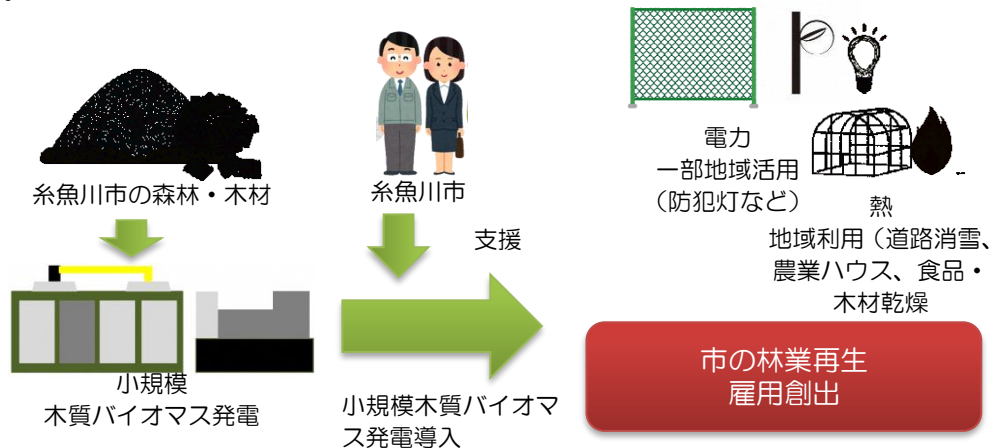 糸魚川市の森林・木材
糸魚川市
支援
小規模
木質バイオマス発電
小規模木質バイオマ
ス発電導入
電力
一部地域活用
（防犯灯など）
熱
地域利用（道路消雪、
農業ハウス、食品・
木材乾燥
市の林業再生
雇用創出